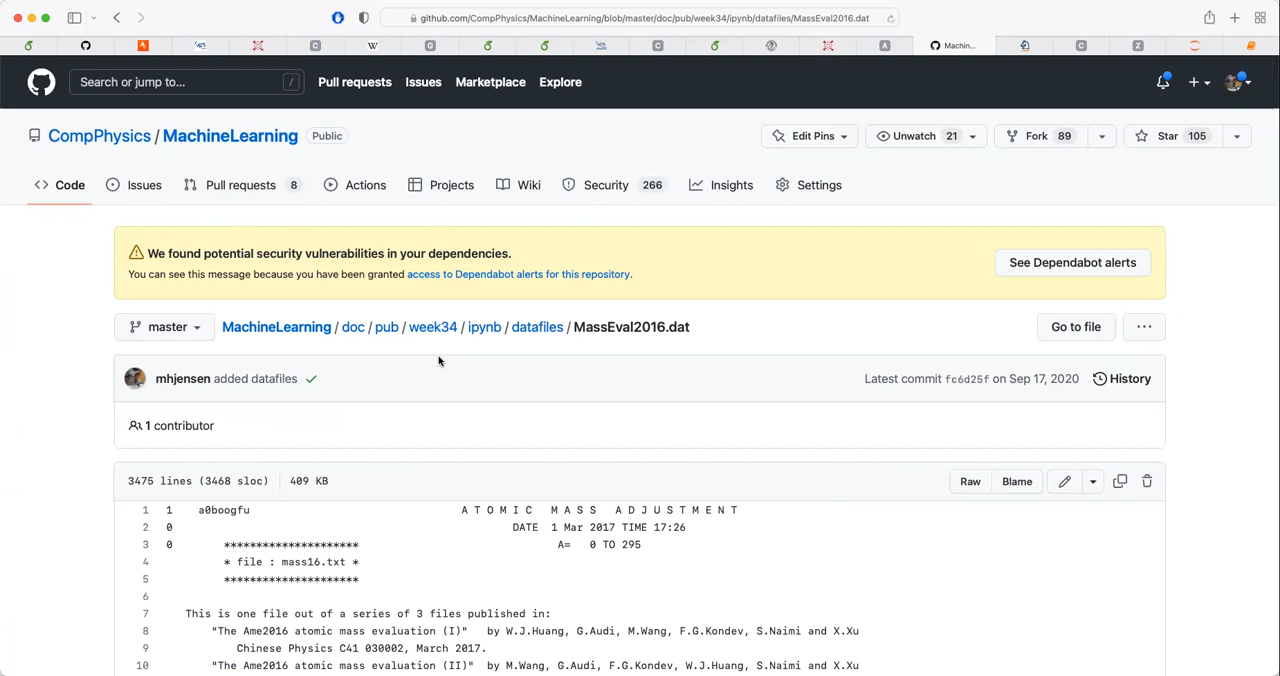 github.com/CompPhysics/MachineLearning/blob/master/doc/pub/week34/ipynb/datafiles/MassEval2016.dat
W
C
G
C
A
Machin...
C
Z
Search or jump to...
/
Pull requests
Issues
Marketplace
Explore
CompPhysics / MachineLearning
Public
Edit Pins
Unwatch 21
Fork 89
Star 105
<> Code
Issues
Pull requests 8
Actions
Projects
Wiki
Security 266
Insights
Settings
We found potential security vulnerabilities in your dependencies.
You can see this message because you have been granted access to Dependabot alerts for this repository.
See Dependabot alerts
master
MachineLearning / doc / pub / week34 / ipynb / datafiles / MassEval2016.dat
Go to file
...
mhjensen added datafiles
Latest commit fc6d25f on Sep 17, 2020
History
1 contributor
3475 lines (3468 sloc) 409 KB
Raw
Blame
1 1 a0boogfu A T O M I C M A S S A D J U S T M E N T
2 0 DATE 1 Mar 2017 TIME 17:26
3 0 ********************* A= 0 TO 295
4 * file : mass16.txt *
5 *********************
6
7 This is one file out of a series of 3 files published in:
8 "The Ame2016 atomic mass evaluation (I)" by W.J.Huang, G.Audi, M.Wang, F.G.Kondev, S.Naimi and X.Xu
9 Chinese Physics C41 030002, March 2017.
10 "The Ame2016 atomic mass evaluation (II)" by M.Wang, G.Audi, F.G.Kondev, W.J.Huang, S.Naimi and X.Xu